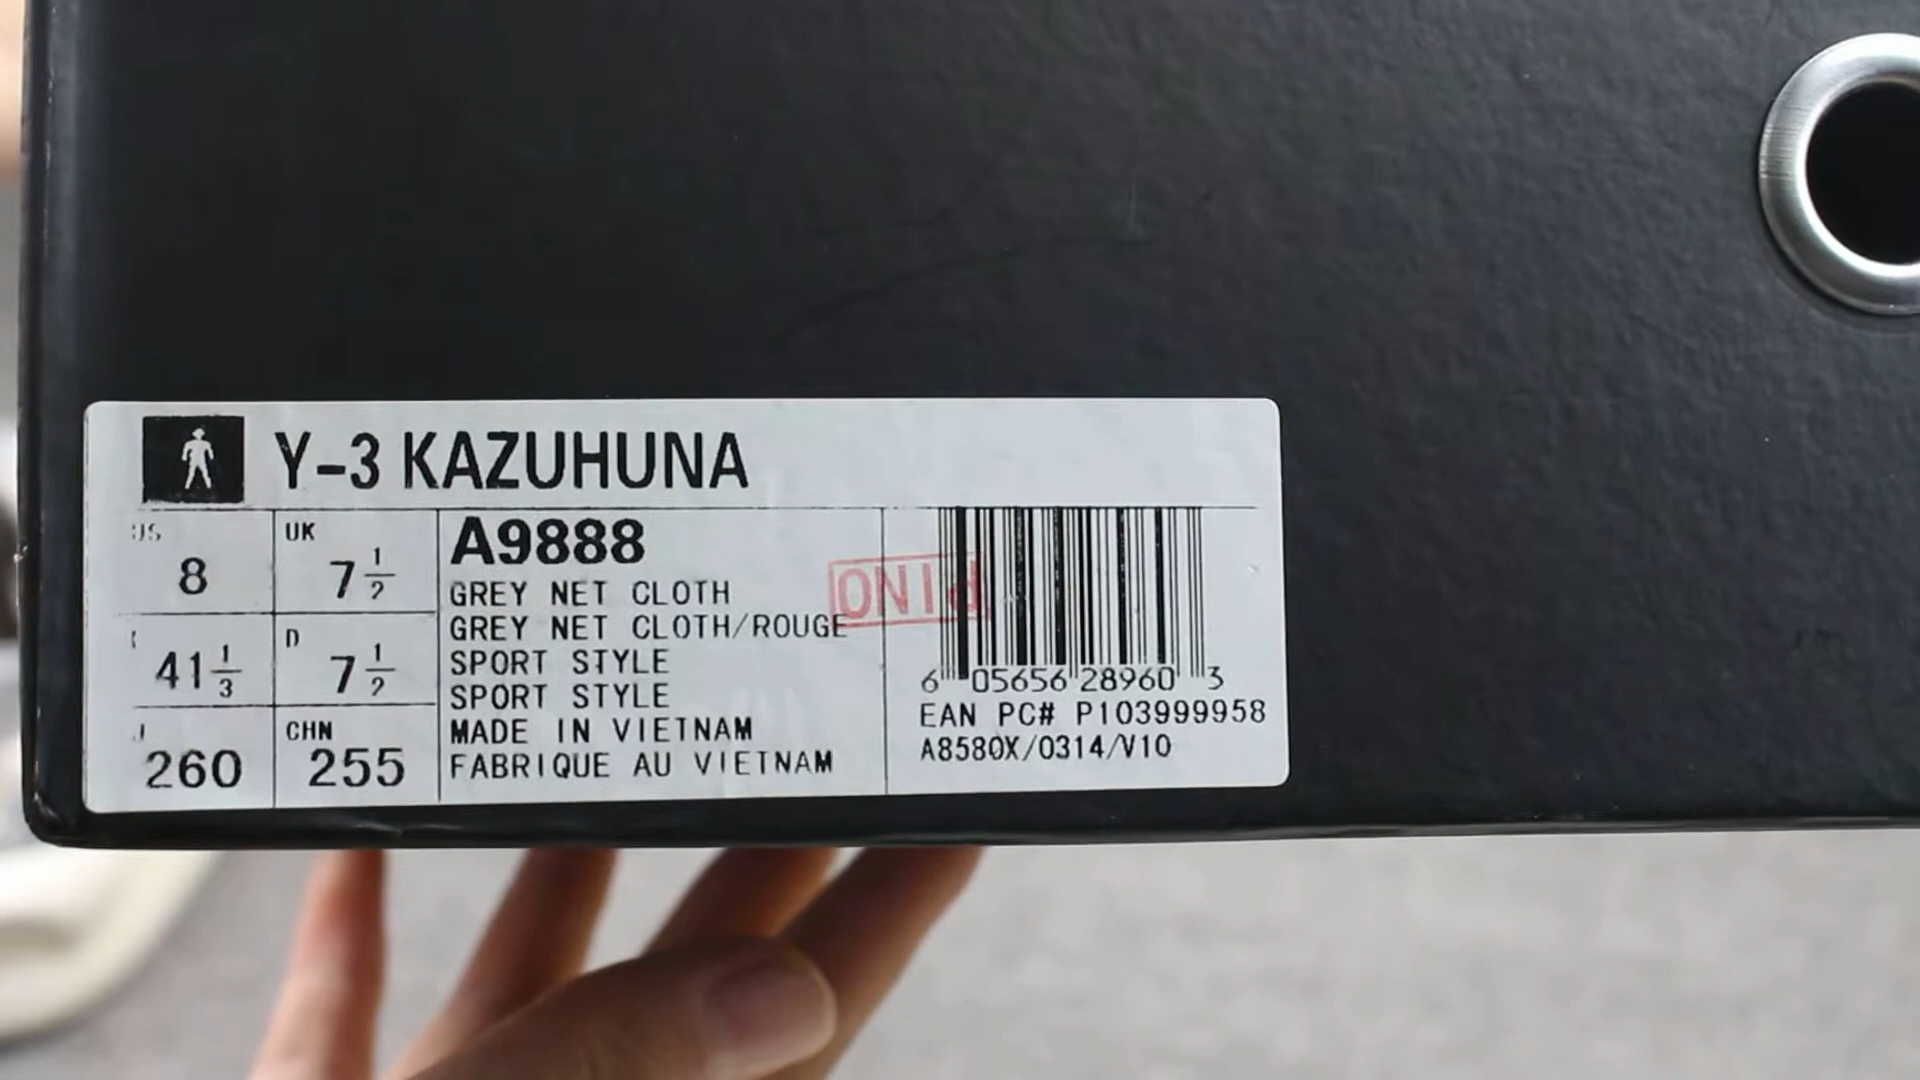 Y-3 KAZUHUNA
US
8
UK
7 1/2
41 1/3
D
7 1/2
J
260
CHN
255
A9888
GREY NET CLOTH
GREY NET CLOTH/ROUGE
SPORT STYLE
SPORT STYLE
MADE IN VIETNAM
FABRIQUE AU VIETNAM
6 05656 28960 3
EAN PC# P103999958
A8580X/0314/V10